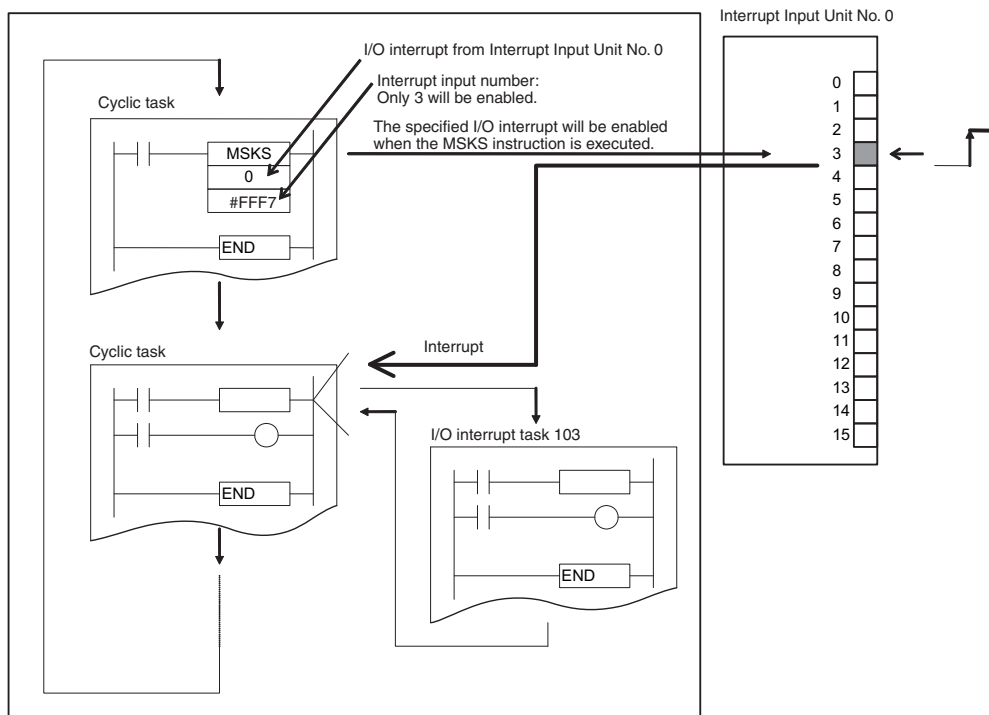 Interrupt Input Unit No. 0
I/O interrupt from Interrupt Input Unit No. 0
Interrupt input number:
Only 3 will be enabled.
The specified I/O interrupt will be enabled
when the MSKS instruction is executed.
Cyclic task
MSKS
0
#FFF7
END
0
1
2
3
4
5
6
7
8
9
10
11
12
13
14
15
Cyclic task
Interrupt
END
I/O interrupt task 103
END